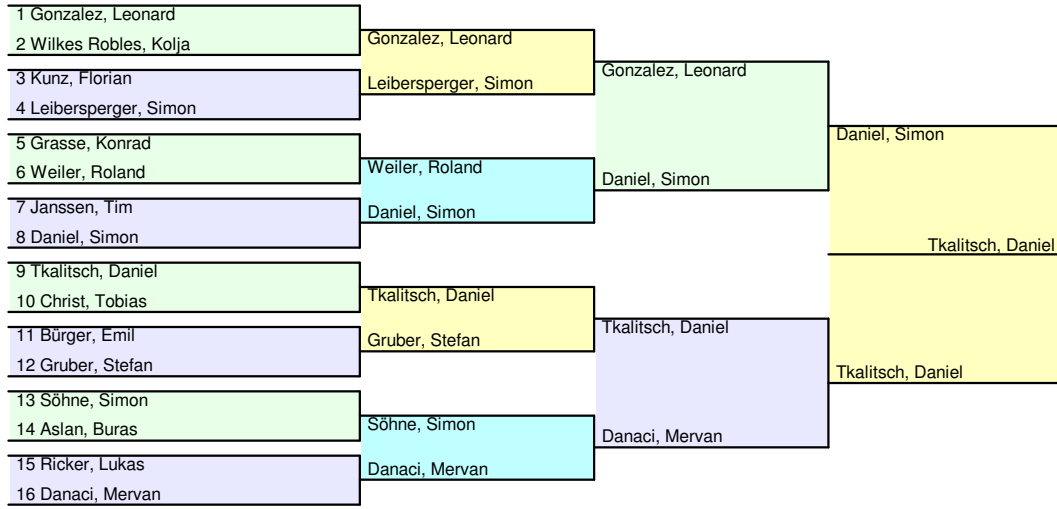 1 Gonzalez, Leonard
2 Wilkes Robles, Kolja
3 Kunz, Florian
4 Leibersperger, Simon
5 Grasse, Konrad
6 Weiler, Roland
7 Janssen, Tim
8 Daniel, Simon
9 Tkalitsch, Daniel
10 Christ, Tobias
11 Bürger, Emil
12 Gruber, Stefan
13 Söhne, Simon
14 Aslan, Buras
15 Ricker, Lukas
16 Danaci, Mervan
Gonzalez, Leonard
Leibersperger, Simon
Weiler, Roland
Daniel, Simon
Tkalitsch, Daniel
Gruber, Stefan
Söhne, Simon
Danaci, Mervan
Gonzalez, Leonard
Daniel, Simon
Tkalitsch, Daniel
Danaci, Mervan
Daniel, Simon
Tkalitsch, Daniel
Tkalitsch, Daniel